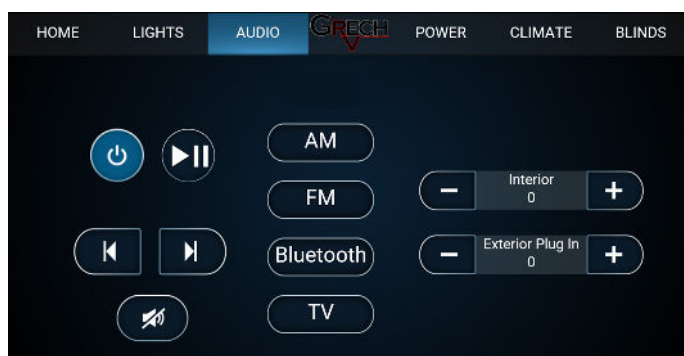 HOME LIGHTS AUDIO GRECH POWER CLIMATE BLINDS
AM
FM
Bluetooth
TV
Interior
0
Exterior Plug In
0